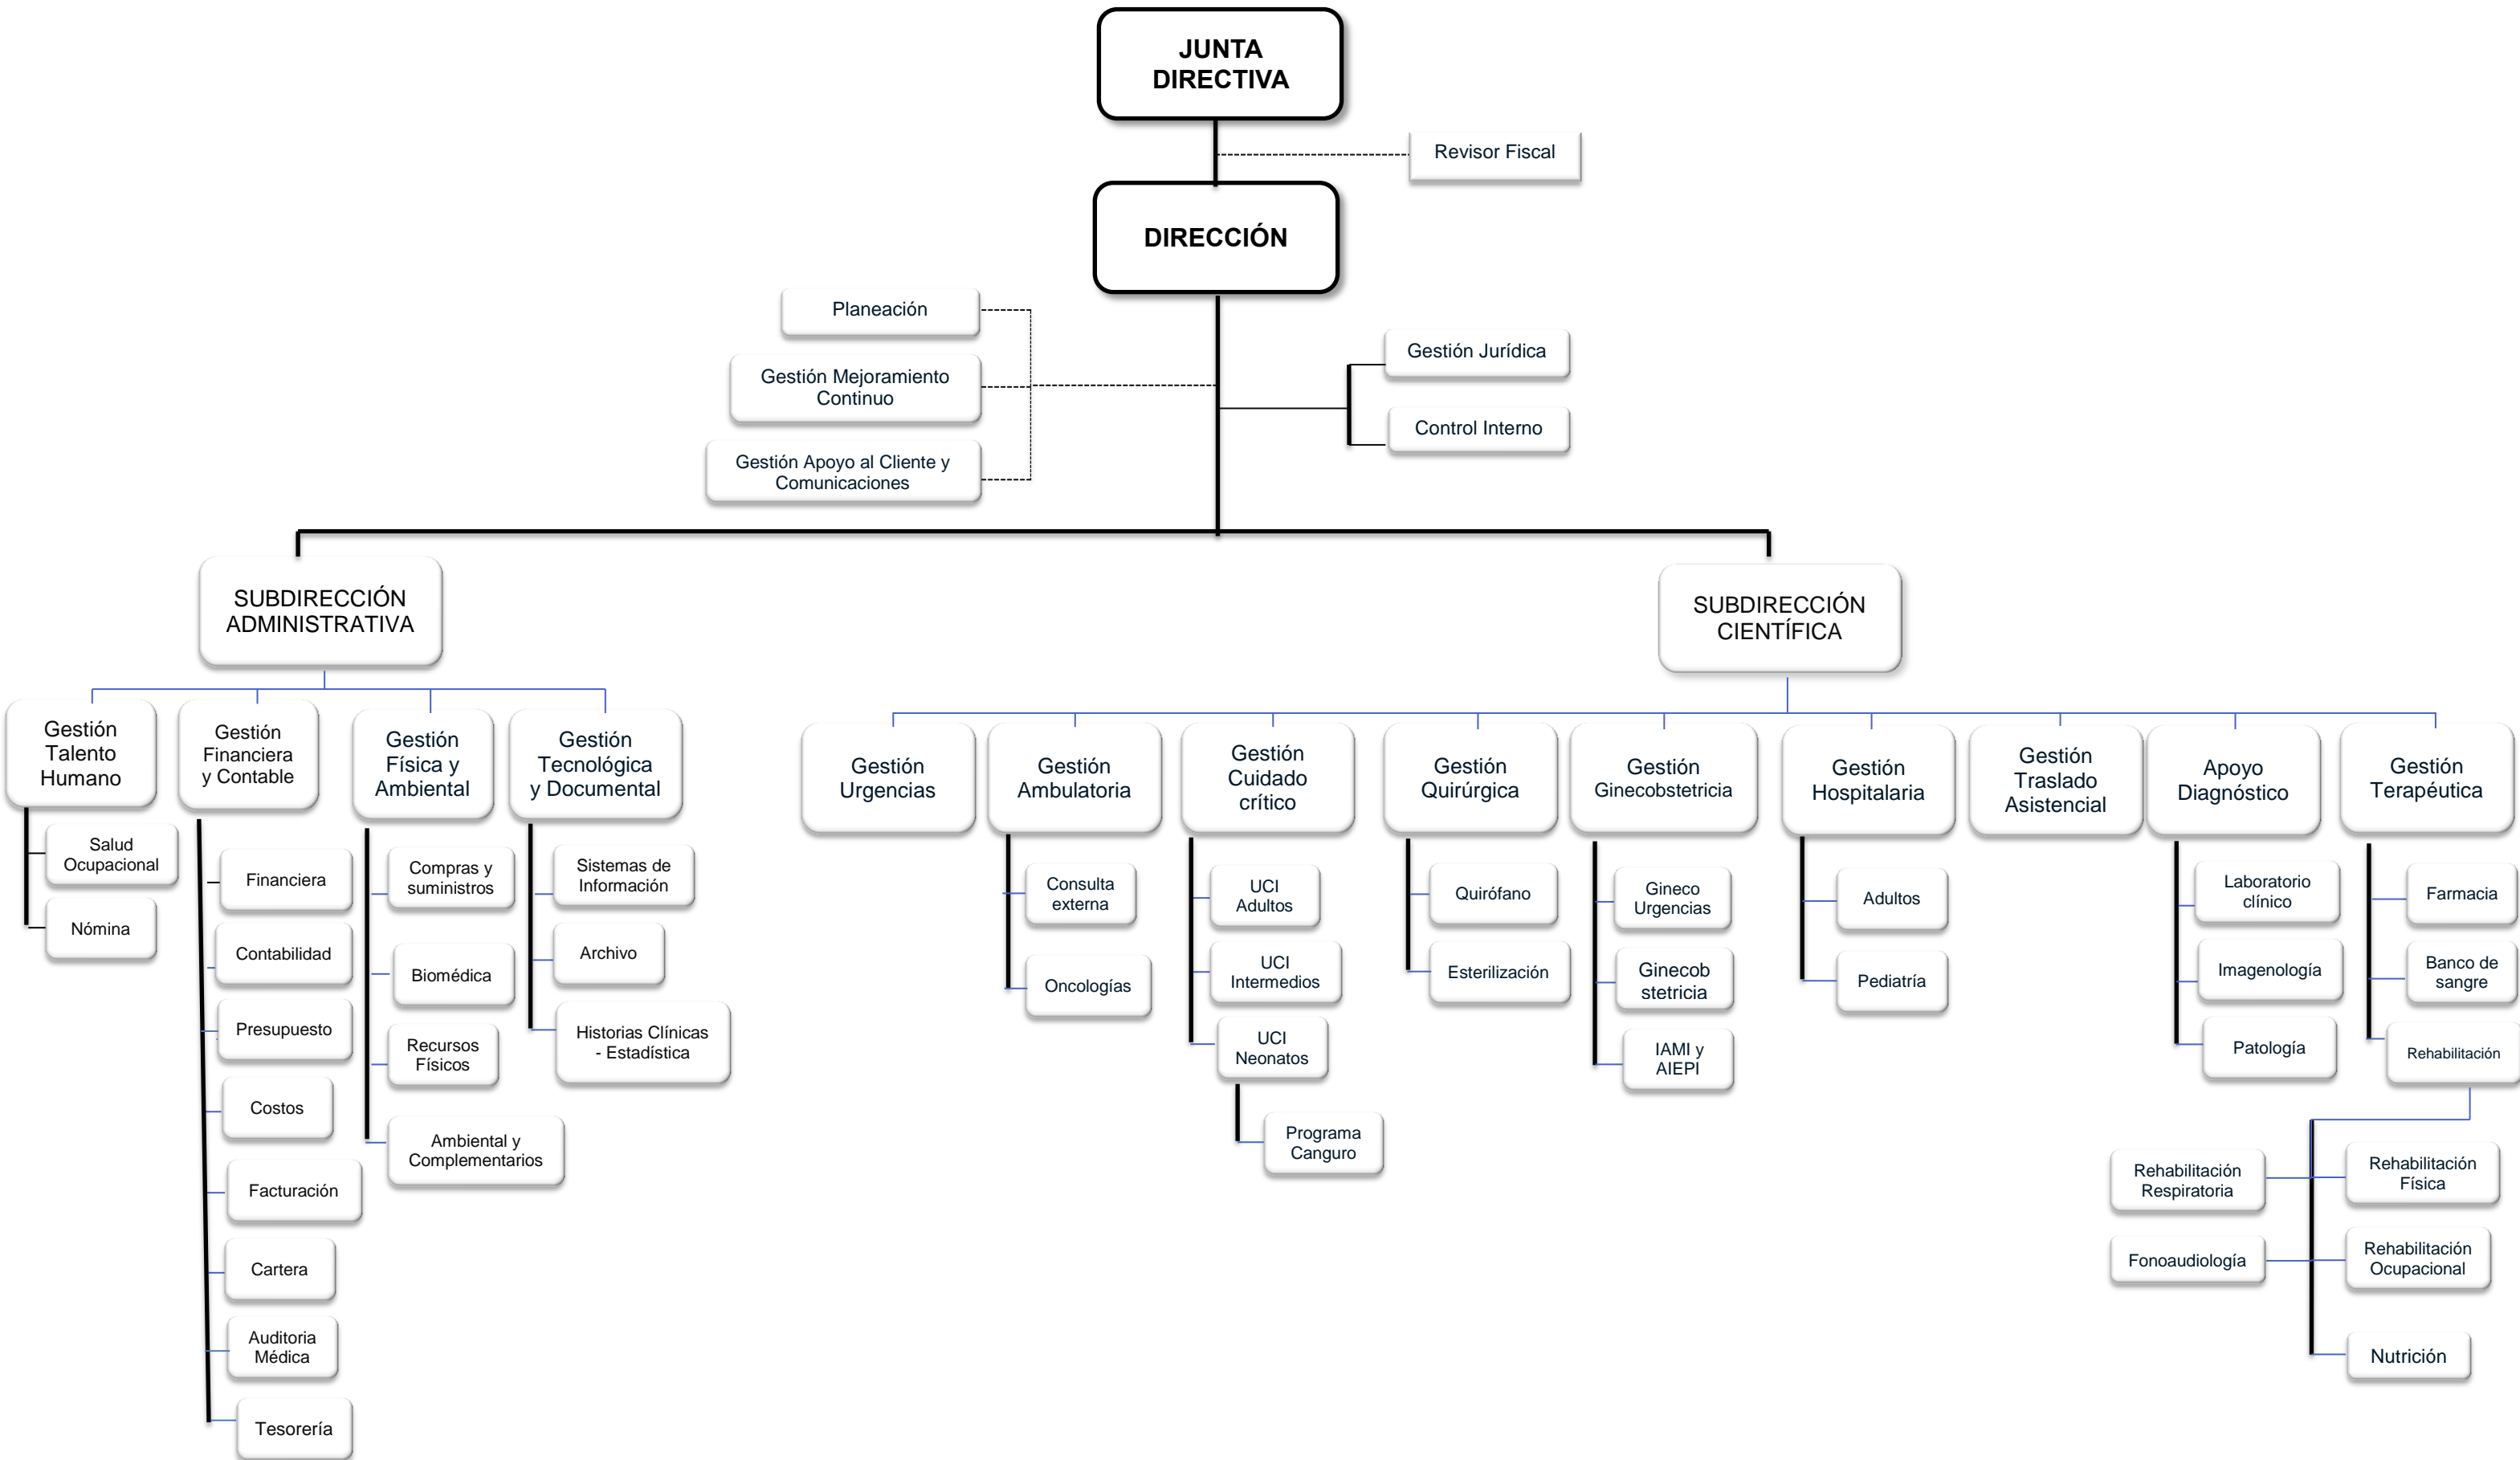 JUNTA
DIRECTIVA
Revisor Fiscal
DIRECCIÓN
Planeación
Gestión Mejoramiento
Continuo
Gestión Apoyo al Cliente y
Comunicaciones
Gestión Jurídica
Control Interno
SUBDIRECCIÓN
ADMINISTRATIVA
SUBDIRECCIÓN
CIENTÍFICA
Gestión
Talento
Humano
Salud
Ocupacional
Nómina
Gestión
Financiera
y Contable
Financiera
Contabilidad
Presupuesto
Costos
Facturación
Cartera
Auditoria
Médica
Tesorería
Gestión
Física y
Ambiental
Compras y
suministros
Biomédica
Recursos
Físicos
Ambiental y
Complementarios
Gestión
Tecnológica
y Documental
Sistemas de
Información
Archivo
Historias Clínicas
- Estadística
Gestión
Urgencias
Gestión
Ambulatoria
Consulta
externa
Oncologías
Gestión
Cuidado
crítico
UCI
Adultos
UCI
Intermedios
UCI
Neonatos
Programa
Canguro
Gestión
Quirúrgica
Quirófano
Esterilización
Gestión
Ginecobstetricia
Gineco
Urgencias
Ginecob
stetricia
IAMI y
AIEPI
Gestión
Hospitalaria
Adultos
Pediatría
Gestión
Traslado
Asistencial
Apoyo
Diagnóstico
Laboratorio
clínico
Imagenología
Patología
Gestión
Terapéutica
Farmacia
Banco de
sangre
Rehabilitación
Rehabilitación
Respiratoria
Rehabilitación
Física
Fonoaudiología
Rehabilitación
Ocupacional
Nutrición